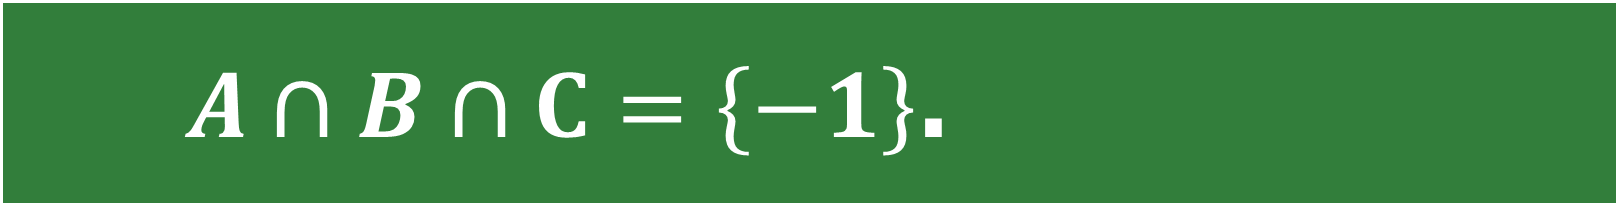 A ∩ B ∩ C = {−1}.